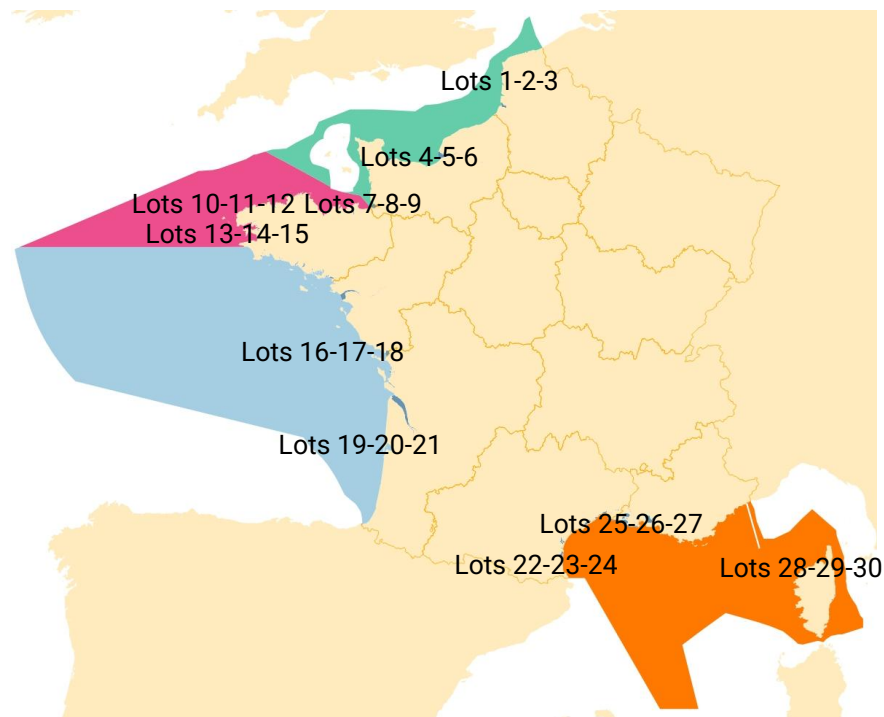 Lots 1-2-3
Lots 4-5-6
Lots 10-11-12
Lots 7-8-9
Lots 13-14-15
Lots 16-17-18
Lots 19-20-21
Lots 25-26-27
Lots 22-23-24
Lots 28-29-30